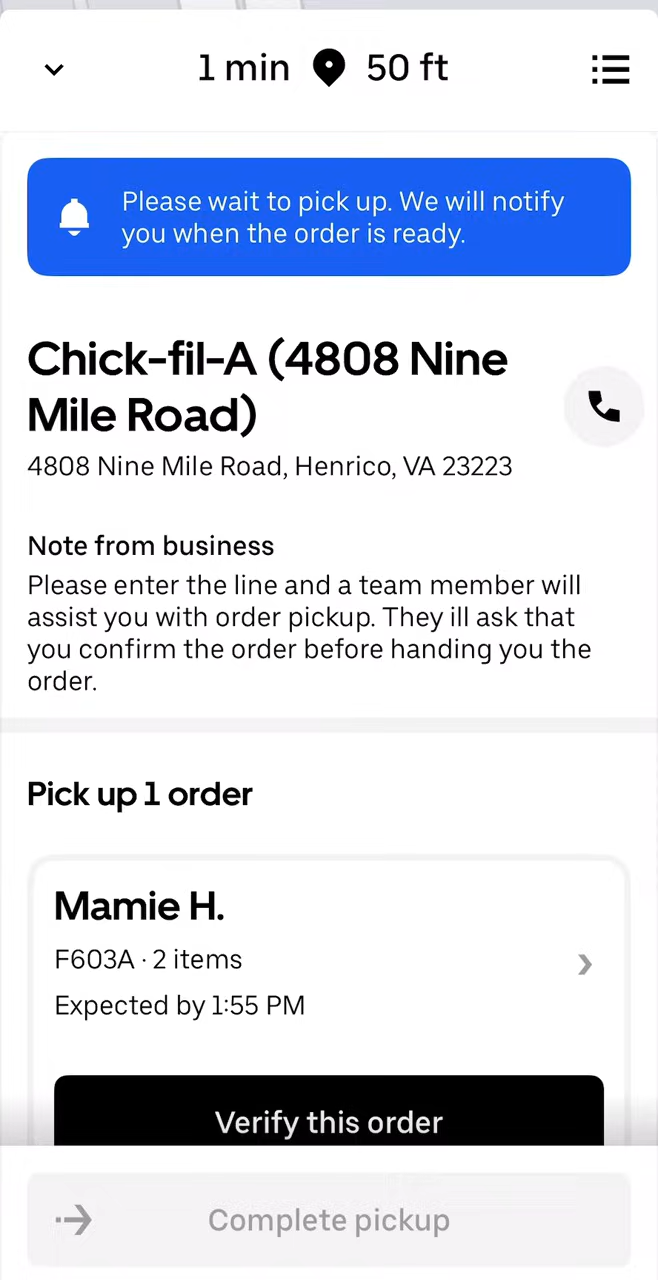 1 min 50 ft
Please wait to pick up. We will notify
you when the order is ready.
Chick-fil-A (4808 Nine
Mile Road)
4808 Nine Mile Road, Henrico, VA 23223
Note from business
Please enter the line and a team member will
assist you with order pickup. They ill ask that
you confirm the order before handing you the
order.
Pick up 1 order
Mamie H.
F603A · 2 items
Expected by 1:55 PM
Verify this order
Complete pickup